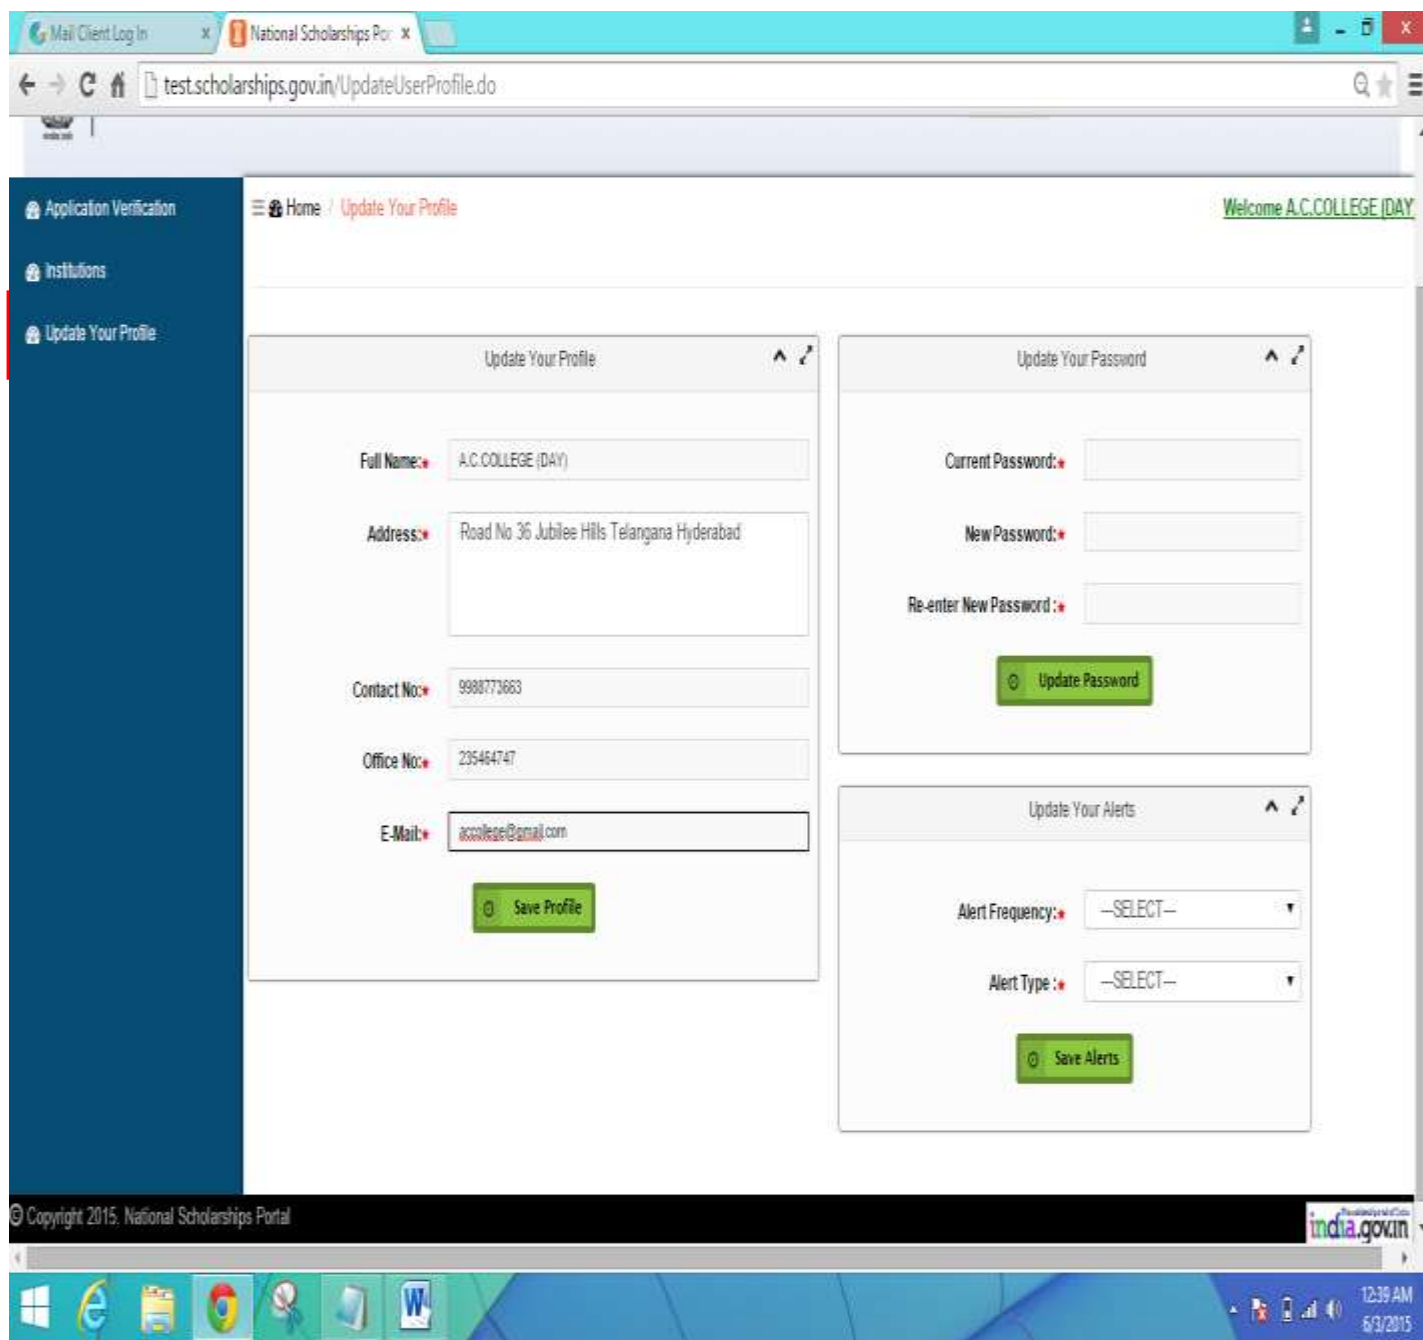 Mail Client Log In x
National Scholarships Por x
test.scholarships.gov.in/UpdateUserProfile.do
Application Verification
Institutions
Update Your Profile
Home / Update Your Profile
Welcome A.C.COLLEGE (DAY
Update Your Profile
Full Name:*
A.C.COLLEGE (DAY)
Address:*
Road No 36 Jubilee Hills Telangana Hyderabad
Contact No:*
9988773663
Office No:*
235464747
E-Mail:*
accollege@gmail.com
Save Profile
Update Your Password
Current Password:*
New Password:*
Re-enter New Password :*
Update Password
Update Your Alerts
Alert Frequency:*
---SELECT---
Alert Type :*
---SELECT---
Save Alerts
© Copyright 2015. National Scholarships Portal
india.gov.in
12:39 AM
6/3/2015